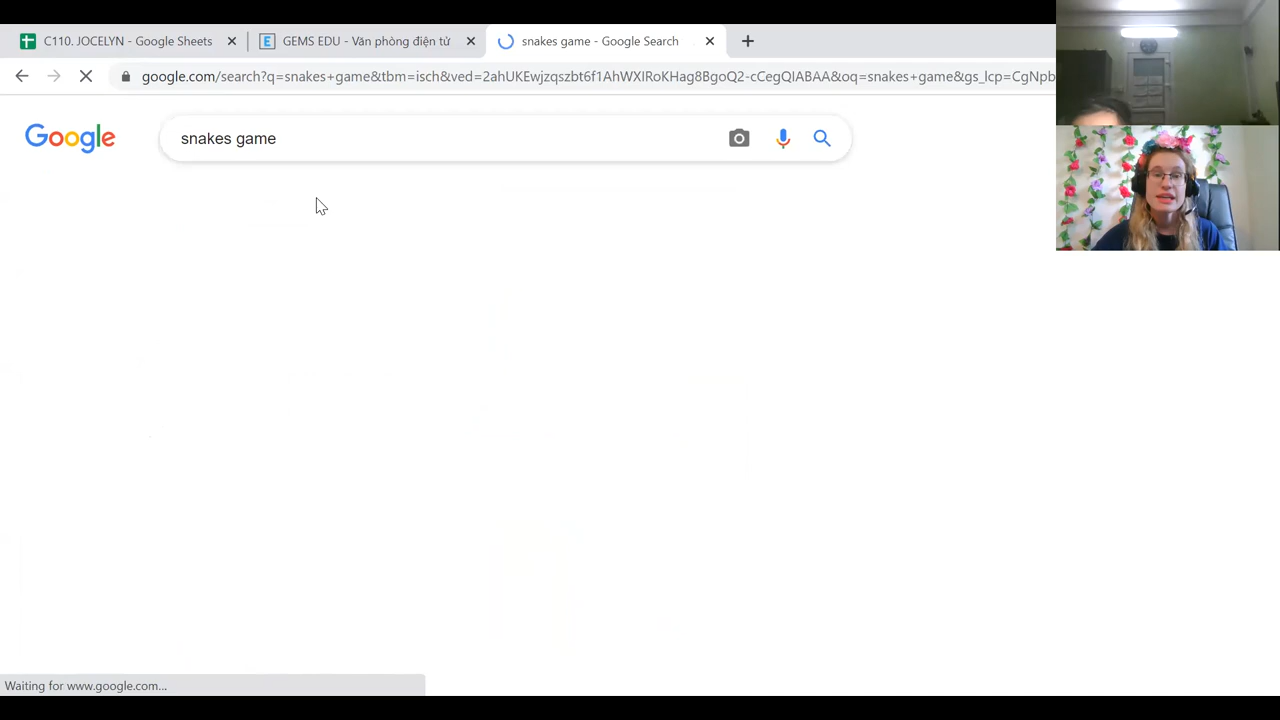 C110. JOCELYN - Google Sheets
GEMS EDU - Văn phòng điện tử
snakes game - Google Search
google.com/search?q=snakes+game&tbm=isch&ved=2ahUKEwjzqszbt6f1AhWXIRoKHag8BgoQ2-cCegQIABAA&oq=snakes+game&gs_lcp=CgNpb
Google
snakes game
Waiting for www.google.com...